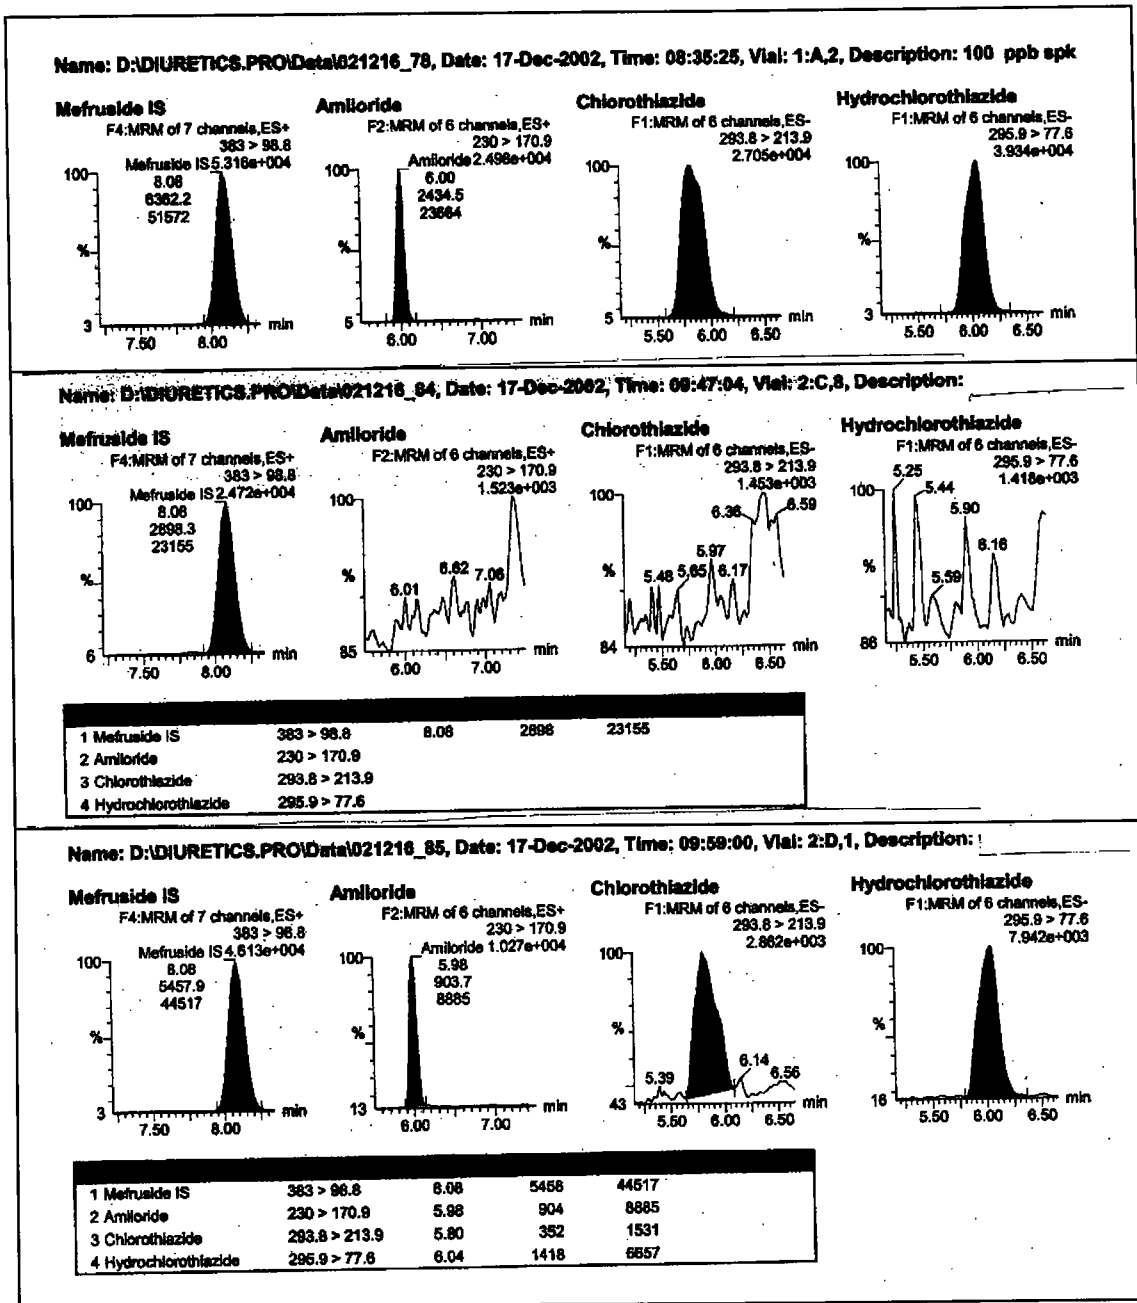 Name: D:\DIURETICS.PRO\Data\021216_78, Date: 17-Dec-2002, Time: 08:35:25, Vial: 1:A,2, Description: 100 ppb spk
Mefruside IS
F4:MRM of 7 channels,ES+
383 > 98.8
Mefruside IS 5.316e+004
8.08
6362.2
51572
100
%
3
7.50 8.00
min
Amiloride
F2:MRM of 6 channels,ES+
230 > 170.9
Amiloride 2.498e+004
6.00
2434.5
23664
100
%
5
6.00 7.00
min
Chlorothiazide
F1:MRM of 6 channels,ES-
293.8 > 213.9
2.705e+004
100
%
5
5.50 6.00 6.50
min
Hydrochlorothiazide
F1:MRM of 6 channels,ES-
295.9 > 77.6
3.934e+004
100
%
3
5.50 6.00 6.50
min
Name: D:\DIURETICS.PRO\Data\021216_84, Date: 17-Dec-2002, Time: 09:47:04, Vial: 2:C,8, Description:
Mefruside IS
F4:MRM of 7 channels,ES+
383 > 98.8
Mefruside IS 2.472e+004
8.08
2898.3
23155
100
%
6
7.50 8.00
min
Amiloride
F2:MRM of 6 channels,ES+
230 > 170.9
1.523e+003
100
6.01 6.62 7.06
%
85
6.00 7.00
min
Chlorothiazide
F1:MRM of 6 channels,ES-
293.8 > 213.9
1.453e+003
100
6.36 6.59
5.48 5.65 5.97 6.17
%
84
5.50 6.00 6.50
min
Hydrochlorothiazide
F1:MRM of 6 channels,ES-
295.9 > 77.6
1.418e+003
100
5.25
5.44
5.59
5.90
6.16
%
86
5.50 6.00 6.50
min
1 Mefruside IS 383 > 98.8 8.08 2898 23155
2 Amiloride 230 > 170.9
3 Chlorothiazide 293.8 > 213.9
4 Hydrochlorothiazide 295.9 > 77.6
Name: D:\DIURETICS.PRO\Data\021216_85, Date: 17-Dec-2002, Time: 09:59:00, Vial: 2:D,1, Description:
Mefruside IS
F4:MRM of 7 channels,ES+
383 > 98.8
Mefruside IS 4.613e+004
8.08
5457.9
44517
100
%
3
7.50 8.00
min
Amiloride
F2:MRM of 6 channels,ES+
230 > 170.9
Amiloride 1.027e+004
5.98
903.7
8885
100
%
13
6.00 7.00
min
Chlorothiazide
F1:MRM of 6 channels,ES-
293.8 > 213.9
2.862e+003
100
%
5.39 6.14 6.56
43
5.50 6.00 6.50
min
Hydrochlorothiazide
F1:MRM of 6 channels,ES-
295.9 > 77.6
7.942e+003
100
%
16
5.50 6.00 6.50
min
1 Mefruside IS 383 > 98.8 8.08 5458 44517
2 Amiloride 230 > 170.9 5.98 904 8885
3 Chlorothiazide 293.8 > 213.9 5.80 352 1531
4 Hydrochlorothiazide 295.9 > 77.6 6.04 1418 6657